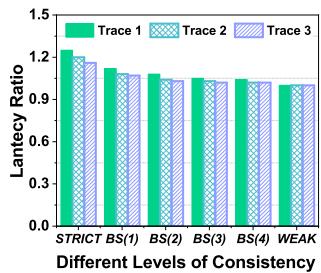 1.5
1.2
0.9
0.6
0.3
0.0
Lantecy Ratio
Trace 1 Trace 2 Trace 3
STRICT BS(1) BS(2) BS(3) BS(4) WEAK
Different Levels of Consistency